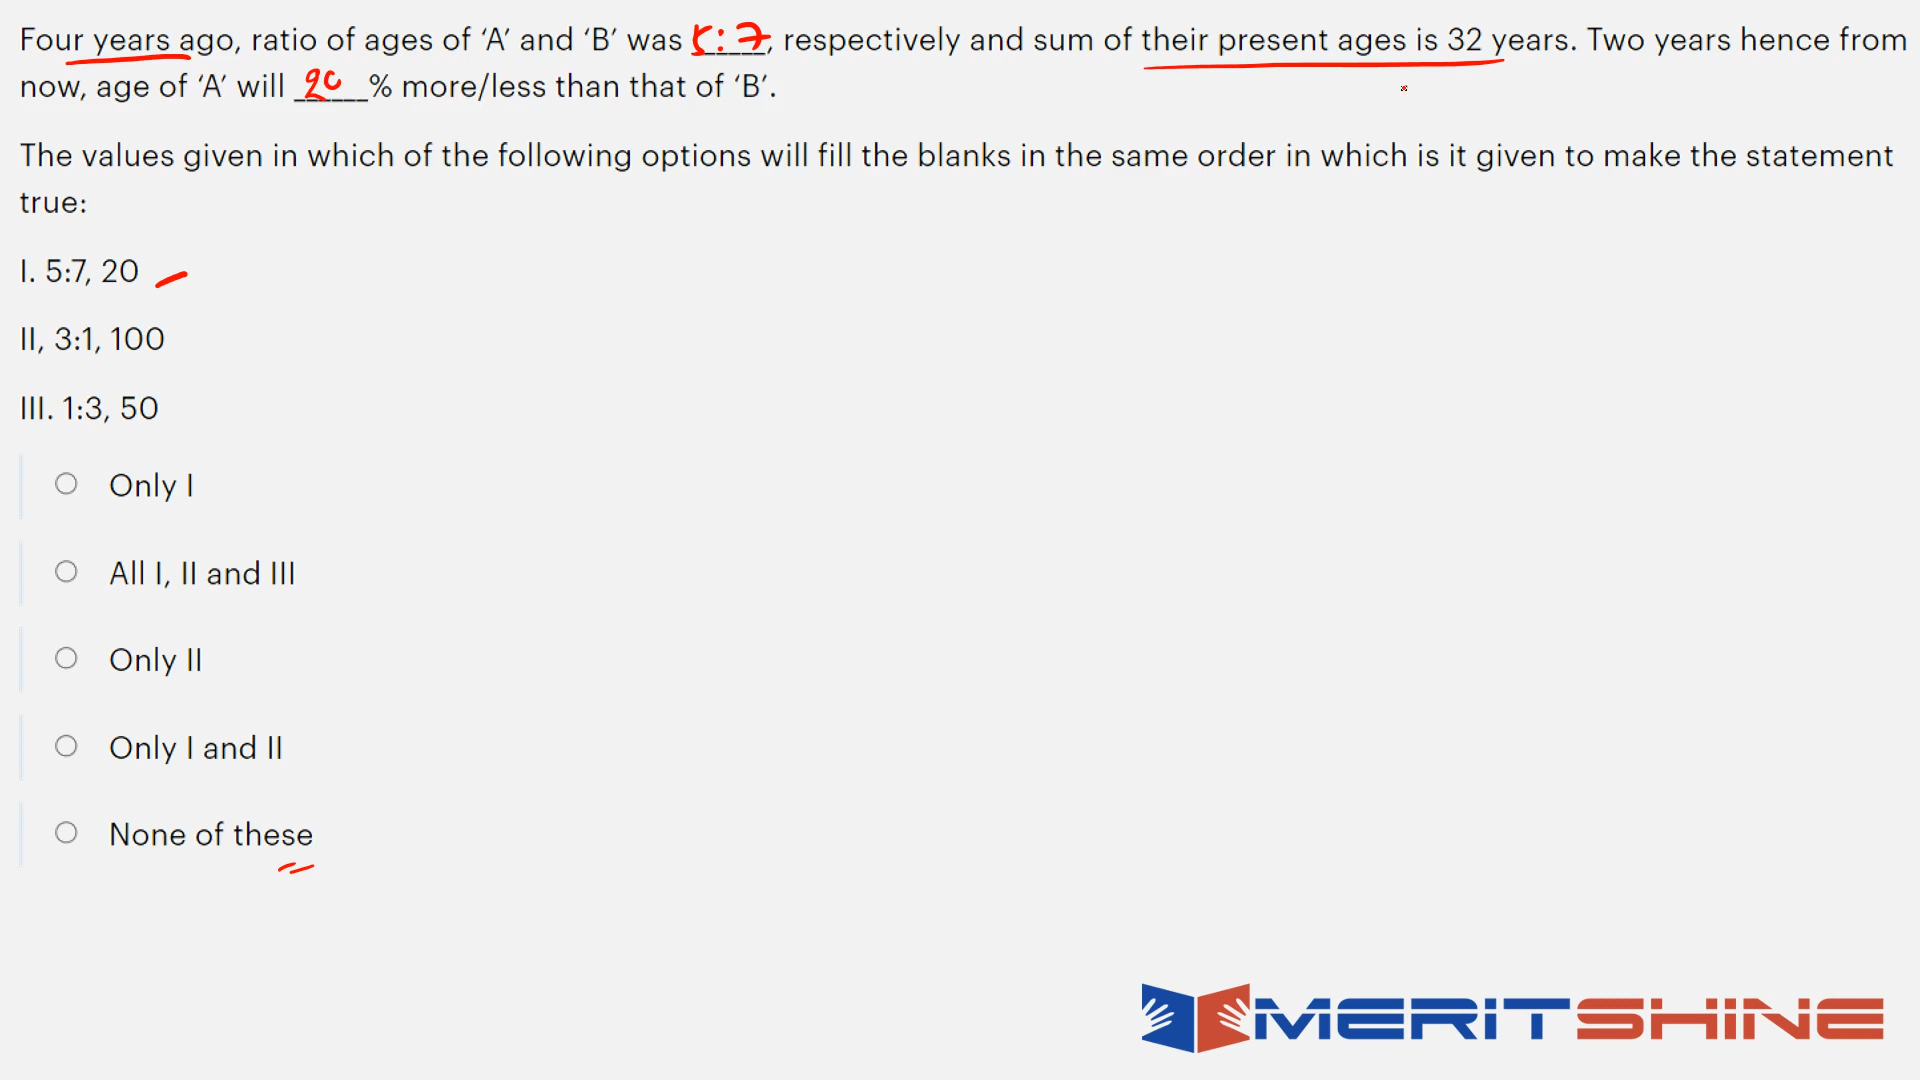 Four years ago, ratio of ages of ‘A’ and ‘B’ was 5:7, respectively and sum of their present ages is 32 years. Two years hence from
now, age of ‘A’ will 20% more/less than that of ‘B’.
The values given in which of the following options will fill the blanks in the same order in which is it given to make the statement
true:
I. 5:7, 20
II, 3:1, 100
III. 1:3, 50
Only I
All I, II and III
Only II
Only I and II
None of these
MERITSHINE